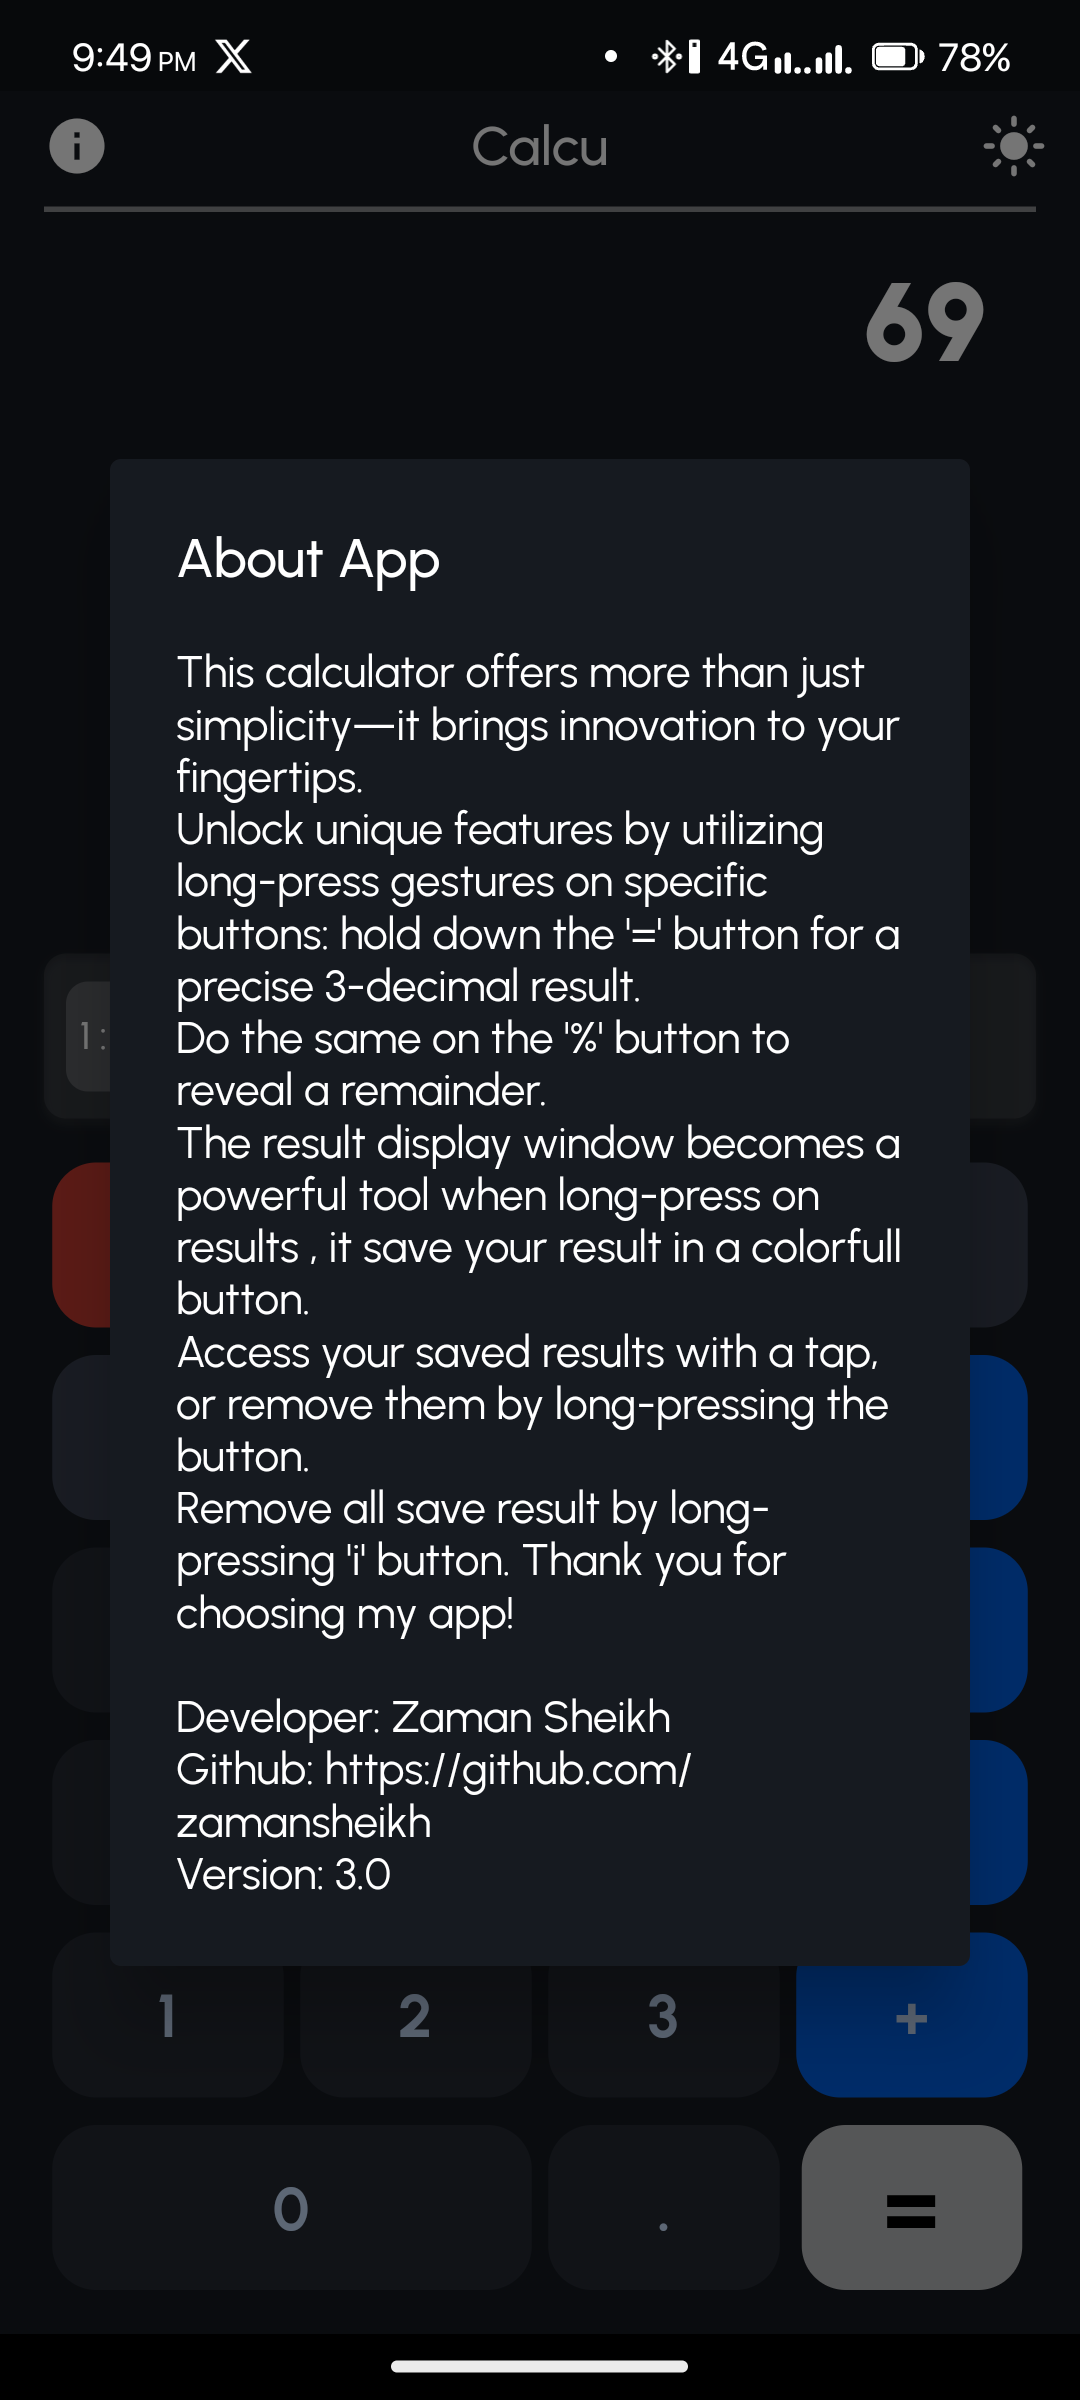 9:49 PM 4G 78%
Calcu
69
About App
This calculator offers more than just
simplicity—it brings innovation to your
fingertips.
Unlock unique features by utilizing
long-press gestures on specific
buttons: hold down the '=' button for a
precise 3-decimal result.
Do the same on the '%' button to
reveal a remainder.
The result display window becomes a
powerful tool when long-press on
results , it save your result in a colorfull
button.
Access your saved results with a tap,
or remove them by long-pressing the
button.
Remove all save result by long-
pressing 'i' button. Thank you for
choosing my app!
Developer: Zaman Sheikh
Github: https://github.com/
zamansheikh
Version: 3.0
1 :
1 2 3 +
0 . =